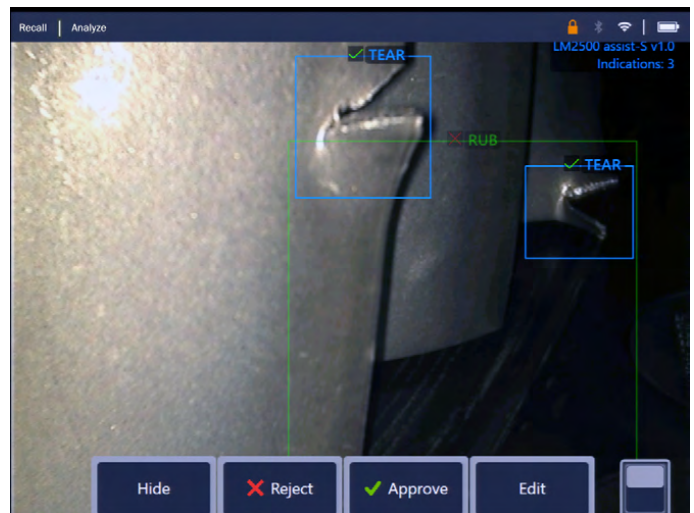 Recall | Analyze
LM2500 assist-S v1.0
Indications: 3
TEAR
RUB
TEAR
Hide
Reject
Approve
Edit